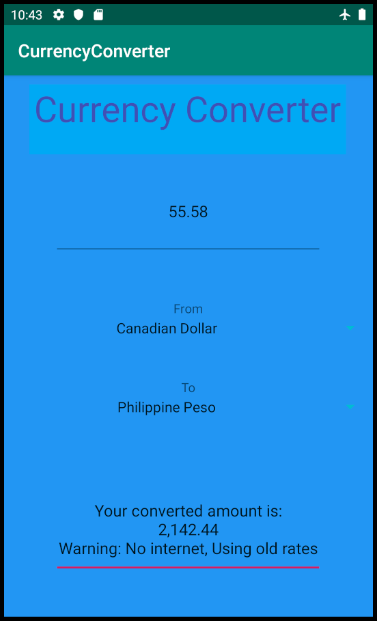 10:43
CurrencyConverter
Currency Converter
55.58
From
Canadian Dollar
To
Philippine Peso
Your converted amount is:
2,142.44
Warning: No internet, Using old rates